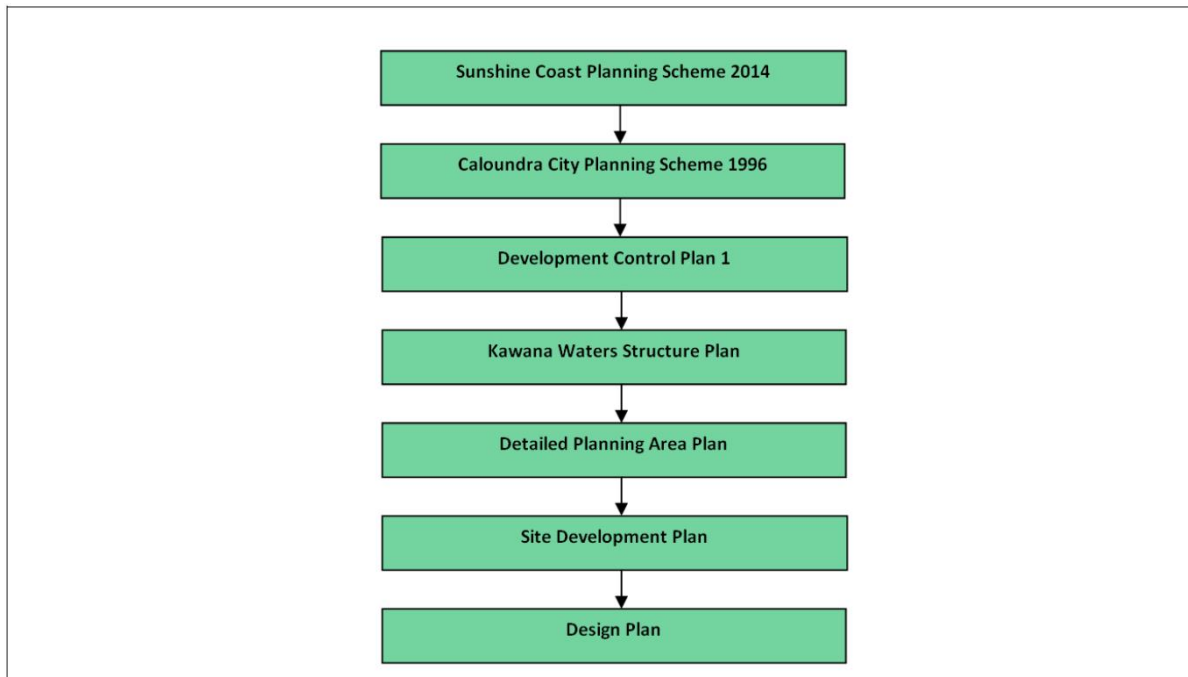 Sunshine Coast Planning Scheme 2014
Caloundra City Planning Scheme 1996
Development Control Plan 1
Kawana Waters Structure Plan
Detailed Planning Area Plan
Site Development Plan
Design Plan